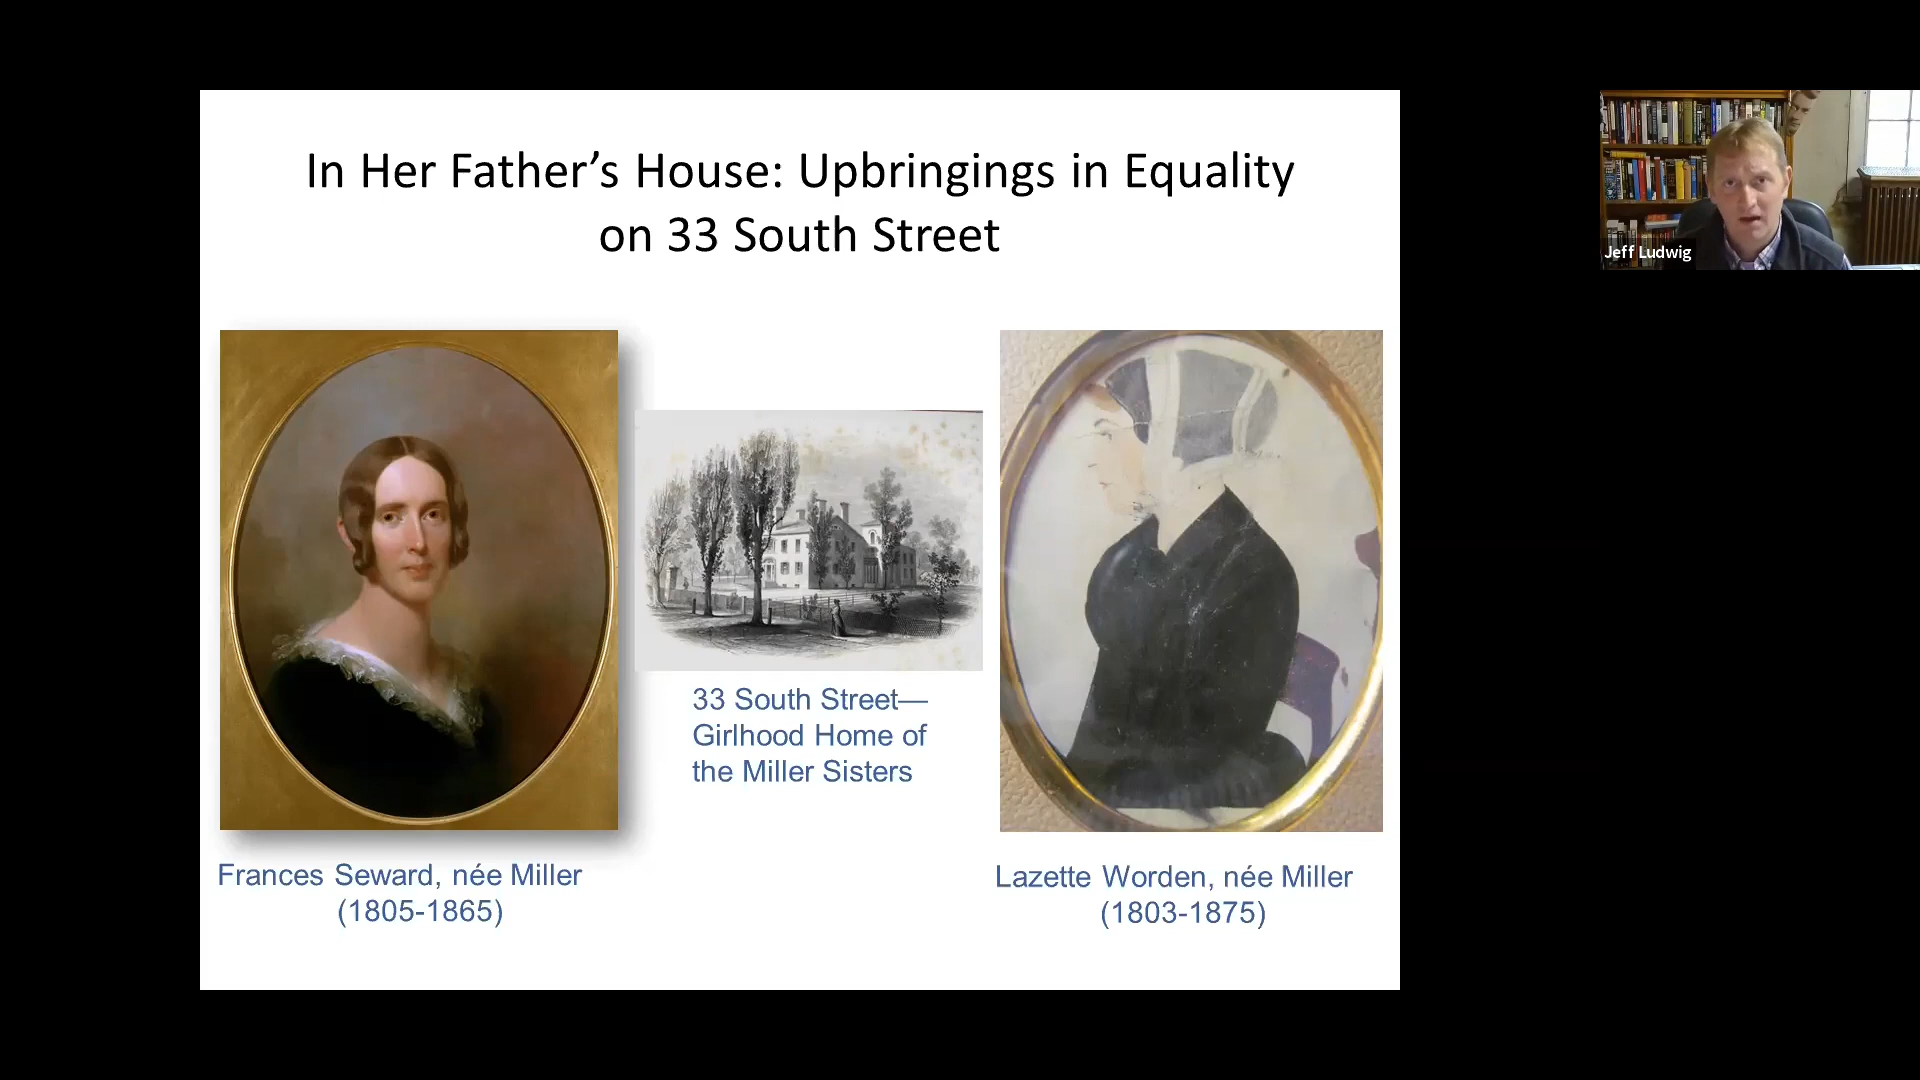 In Her Father’s House: Upbringings in Equality
on 33 South Street
Jeff Ludwig
33 South Street—
Girlhood Home of
the Miller Sisters
Frances Seward, née Miller
(1805-1865)
Lazette Worden, née Miller
(1803-1875)